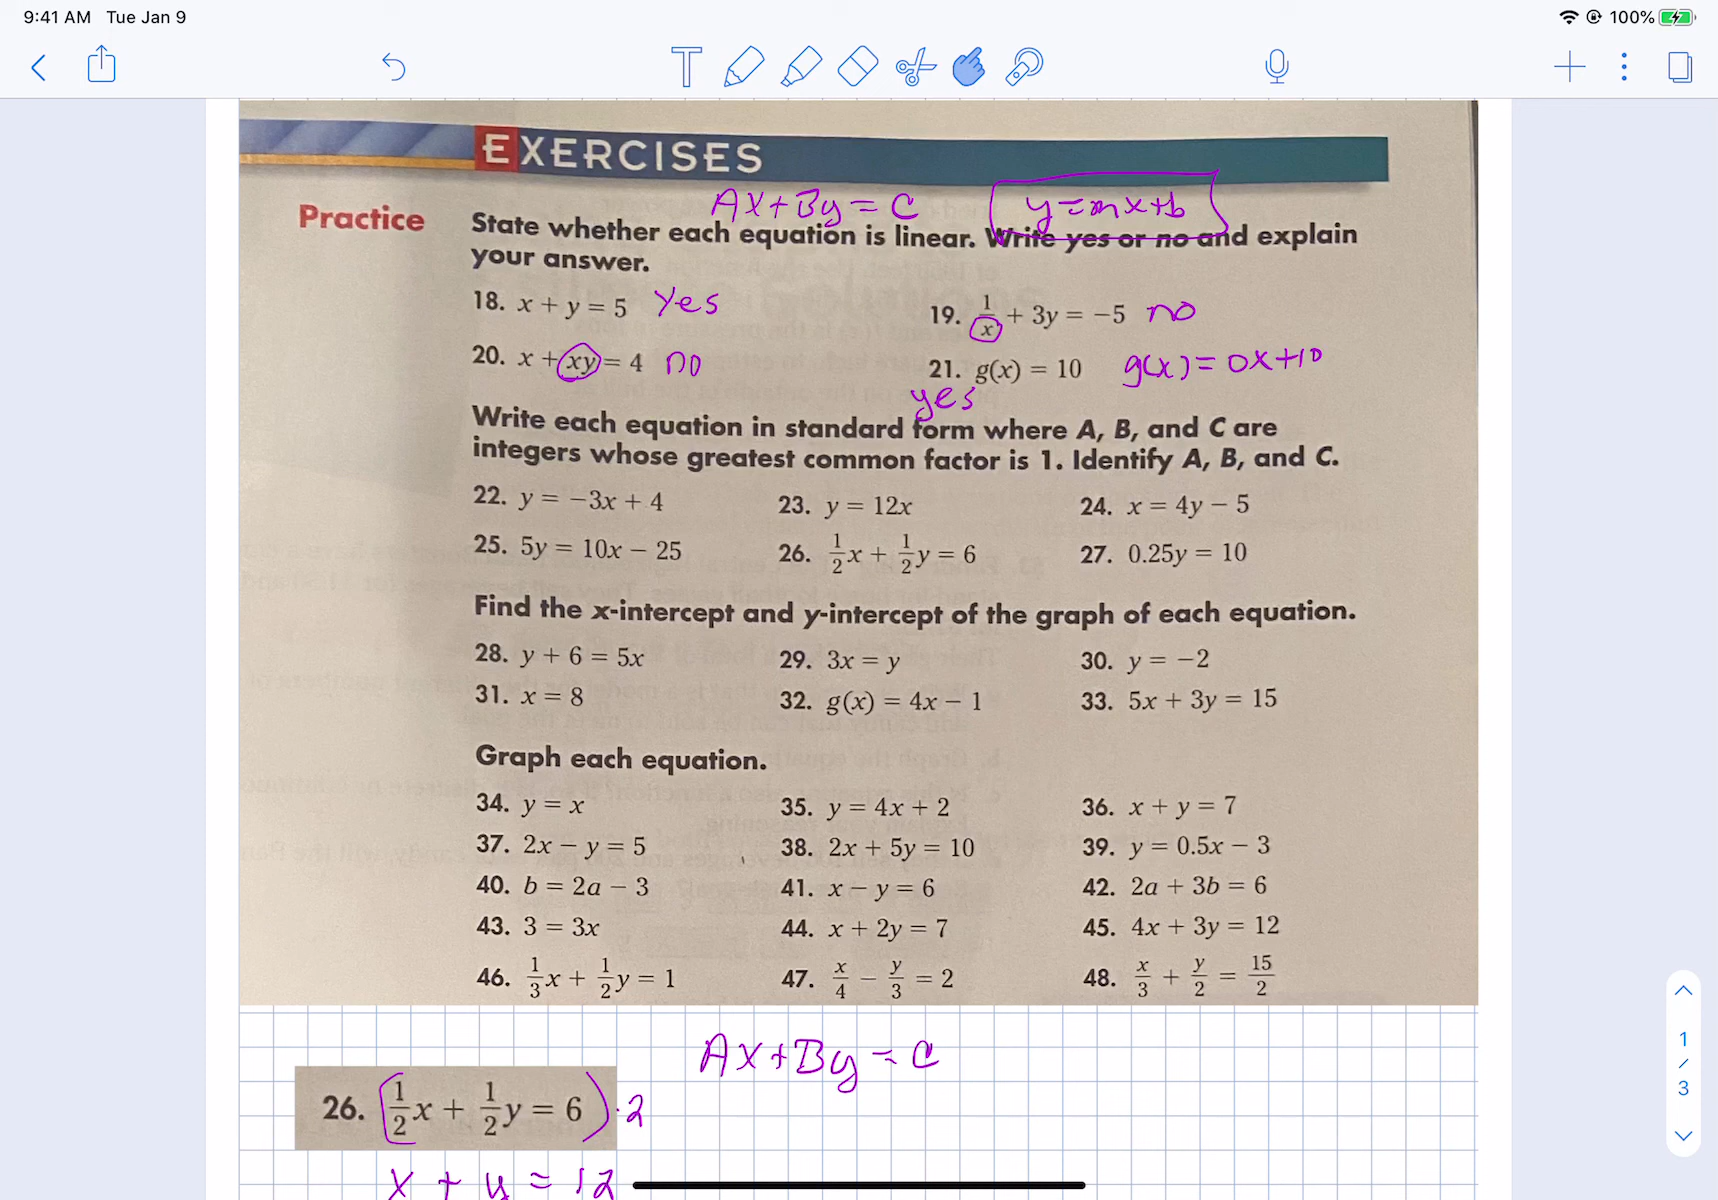 9:41 AM Tue Jan 9 100%
EXERCISES
Ax+By=C y=mx+b
Practice State whether each equation is linear. Write yes or no and explain
your answer.
18. x + y = 5 Yes 19. 1/x + 3y = −5 no
20. x + xy = 4 no 21. g(x) = 10 g(x)=0x+10
yes
Write each equation in standard form where A, B, and C are
integers whose greatest common factor is 1. Identify A, B, and C.
22. y = −3x + 4 23. y = 12x 24. x = 4y − 5
25. 5y = 10x − 25 26. 1/2x + 1/2y = 6 27. 0.25y = 10
Find the x-intercept and y-intercept of the graph of each equation.
28. y + 6 = 5x 29. 3x = y 30. y = −2
31. x = 8 32. g(x) = 4x − 1 33. 5x + 3y = 15
Graph each equation.
34. y = x 35. y = 4x + 2 36. x + y = 7
37. 2x − y = 5 38. 2x + 5y = 10 39. y = 0.5x − 3
40. b = 2a − 3 41. x − y = 6 42. 2a + 3b = 6
43. 3 = 3x 44. x + 2y = 7 45. 4x + 3y = 12
46. 1/3x + 1/2y = 1 47. x/4 − y/3 = 2 48. x/3 + y/2 = 15/2
Ax+By=C
26. (1/2x + 1/2y = 6)·2
x + y = 12
1/3